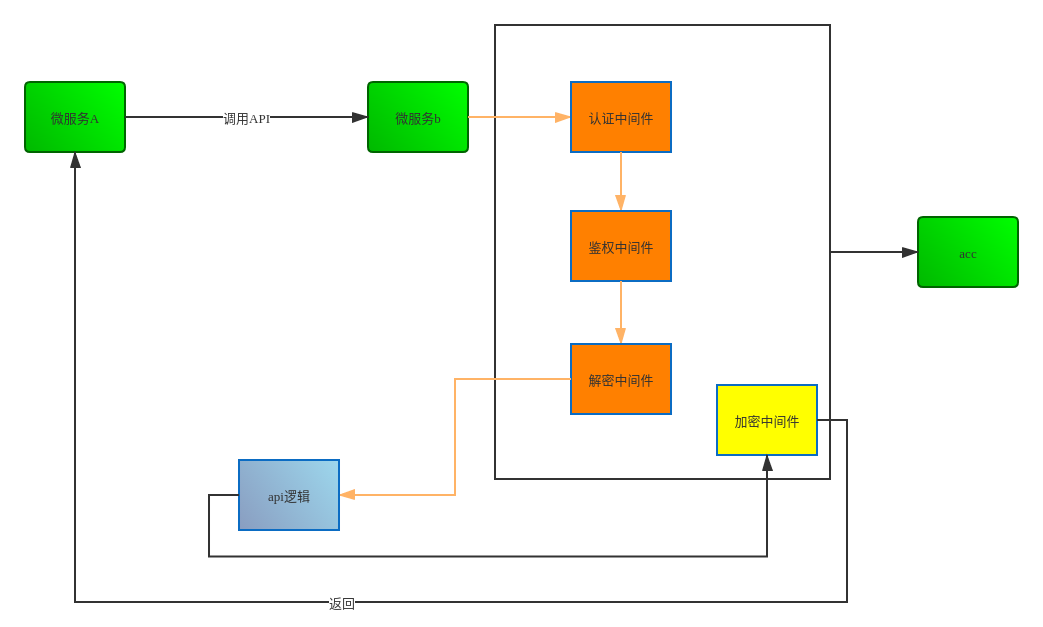 微服务A
调用API
微服务b
认证中间件
鉴权中间件
acc
解密中间件
加密中间件
api逻辑
返回